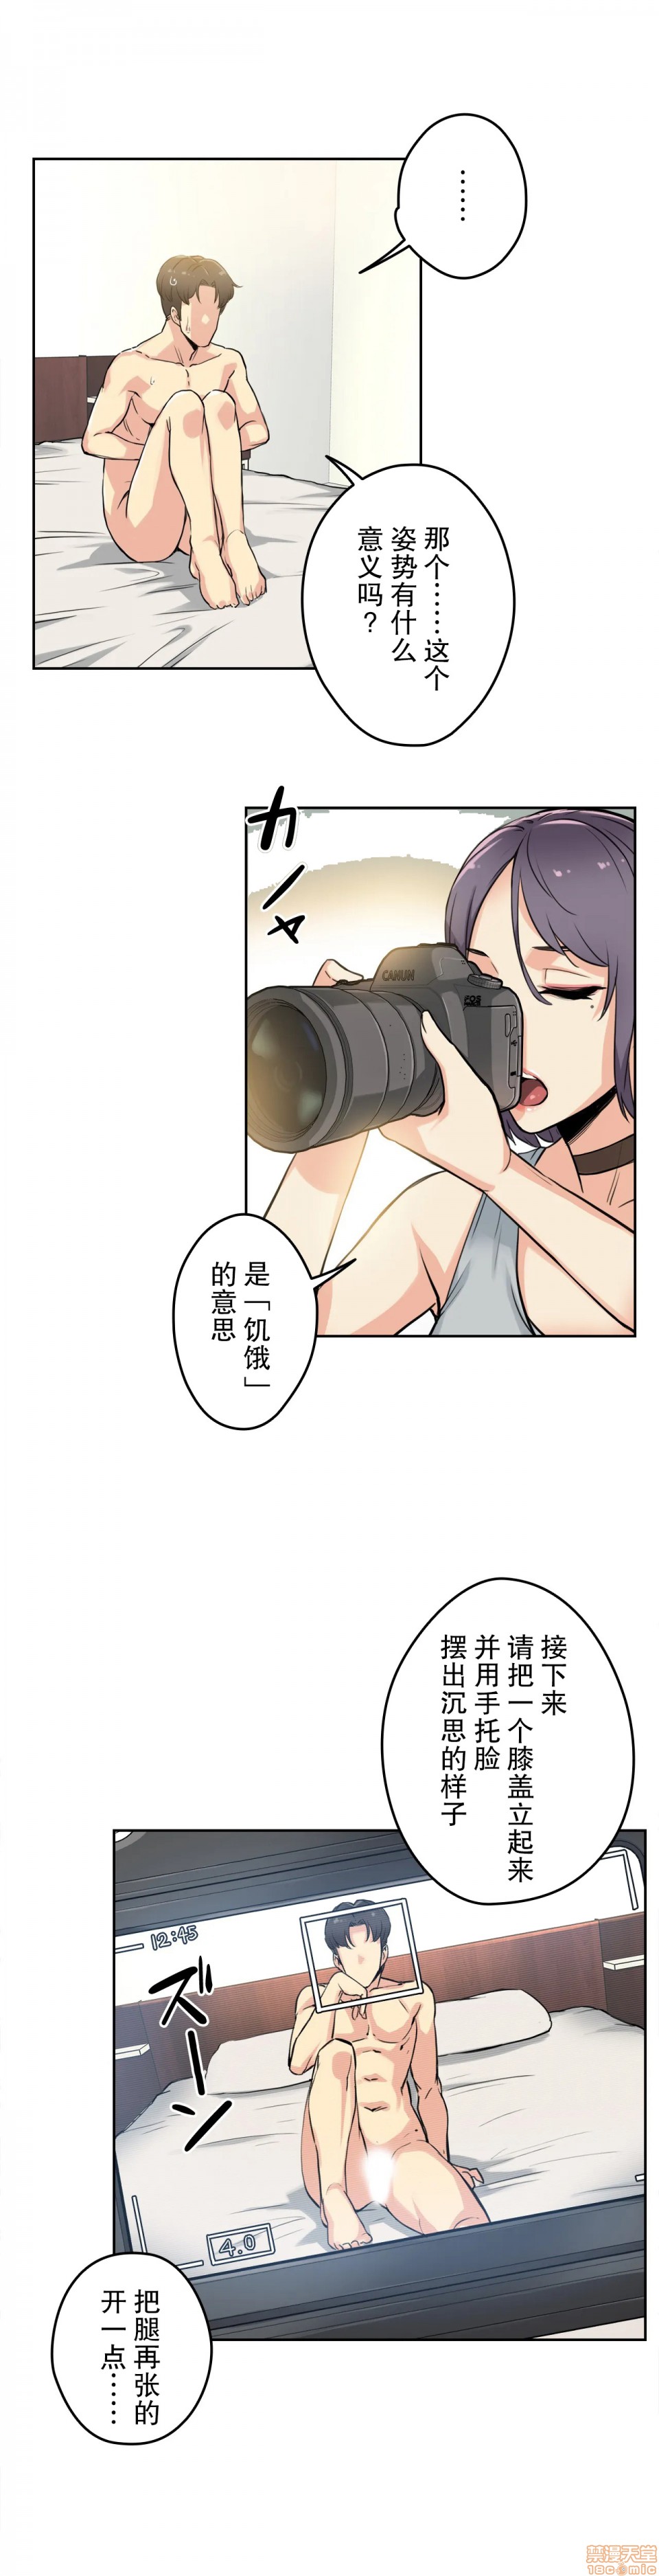 ……
那个……这个
姿势有什么
意义吗？
カ
シャ
CANUN
EOS
是「饥饿」
的意思
接下来
请把一个膝盖立起来
并用手托脸
摆出沉思的样子
12:45
ズ
ーン
4.0
把腿再张的
开一点……
禁漫天堂
18comic